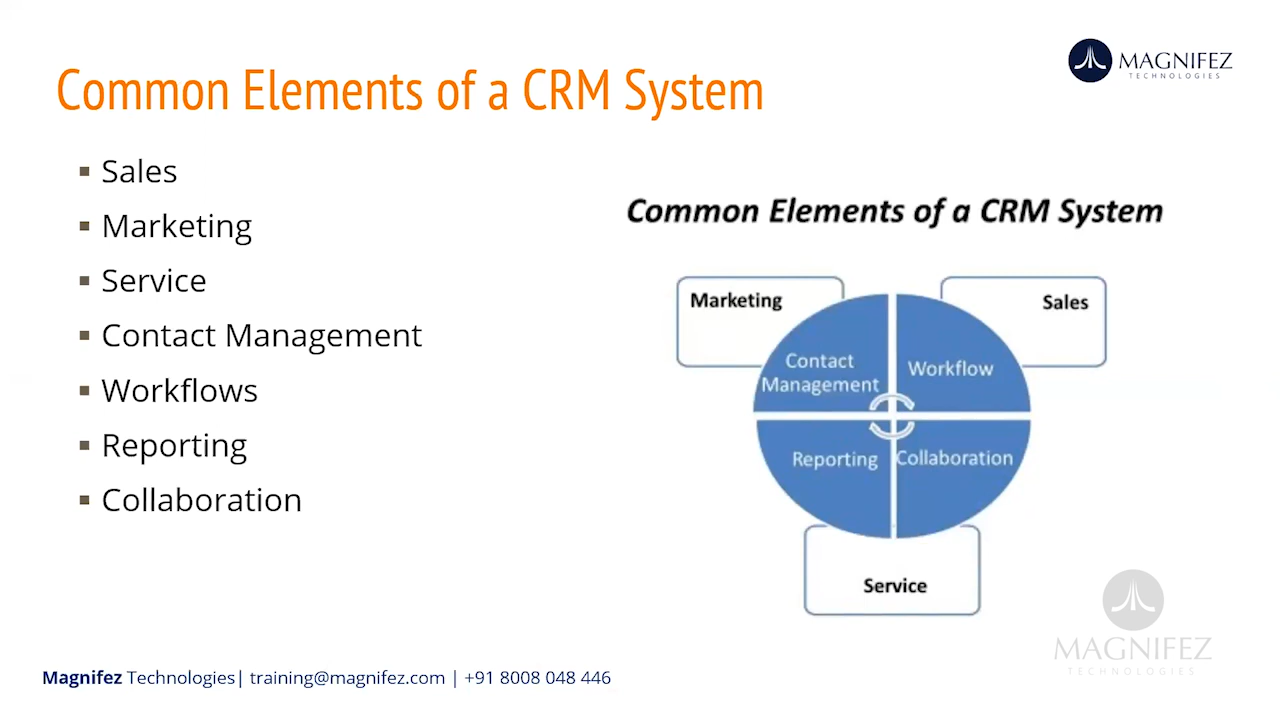 MAGNIFEZ
TECHNOLOGIES
Common Elements of a CRM System
▪ Sales
▪ Marketing
▪ Service
▪ Contact Management
▪ Workflows
▪ Reporting
▪ Collaboration
Common Elements of a CRM System
Marketing
Sales
Contact
Management
Workflow
Reporting
Collaboration
Service
MAGNIFEZ
TECHNOLOGIES
Magnifez Technologies| training@magnifez.com | +91 8008 048 446